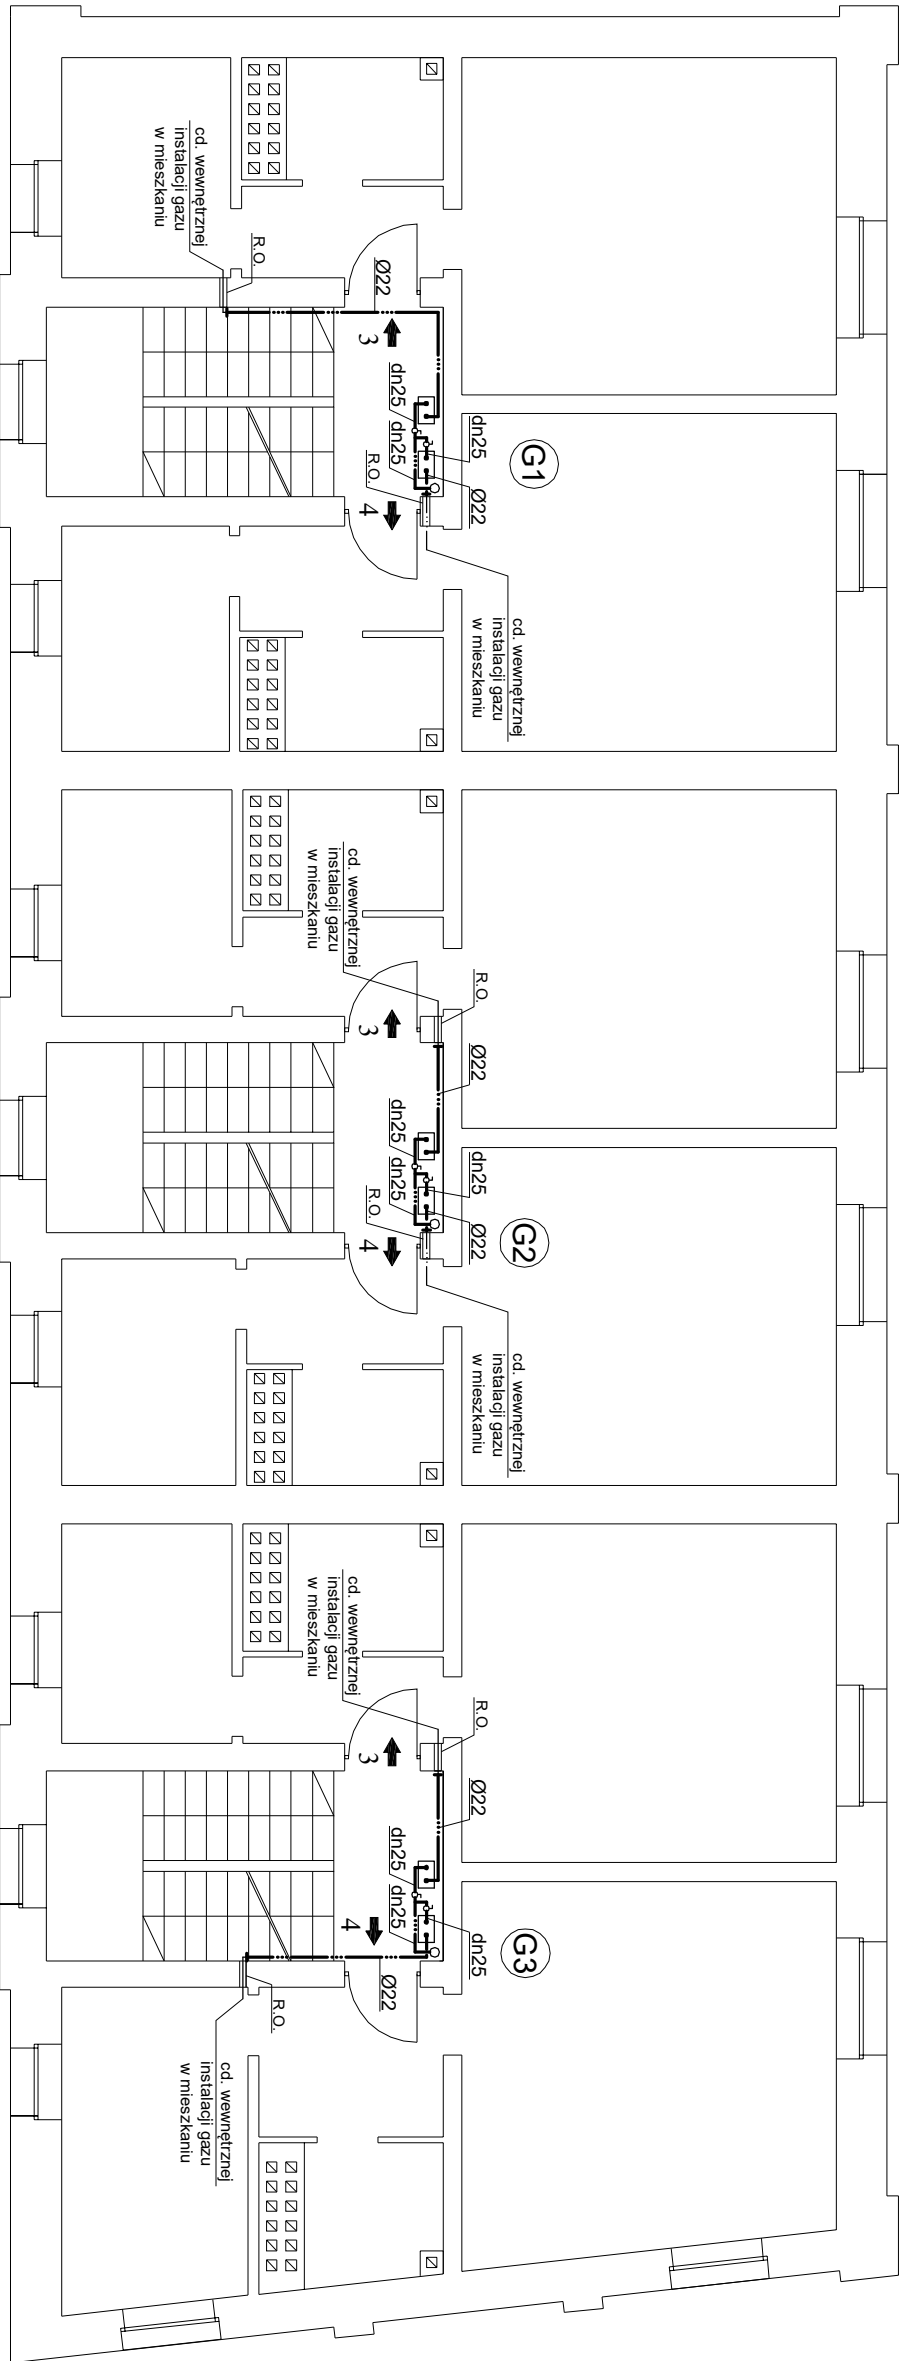 cd. wewnętrznej
instalacji gazu
w mieszkaniu
R.O.
Ø22
3
dn25
dn25
dn25
Ø22
R.O.
4
G1
cd. wewnętrznej
instalacji gazu
w mieszkaniu
cd. wewnętrznej
instalacji gazu
w mieszkaniu
R.O.
3
Ø22
dn25
dn25
dn25
Ø22
R.O.
4
G2
cd. wewnętrznej
instalacji gazu
w mieszkaniu
cd. wewnętrznej
instalacji gazu
w mieszkaniu
R.O.
3
Ø22
dn25
dn25
dn25
4
G3
Ø22
R.O.
cd. wewnętrznej
instalacji gazu
w mieszkaniu